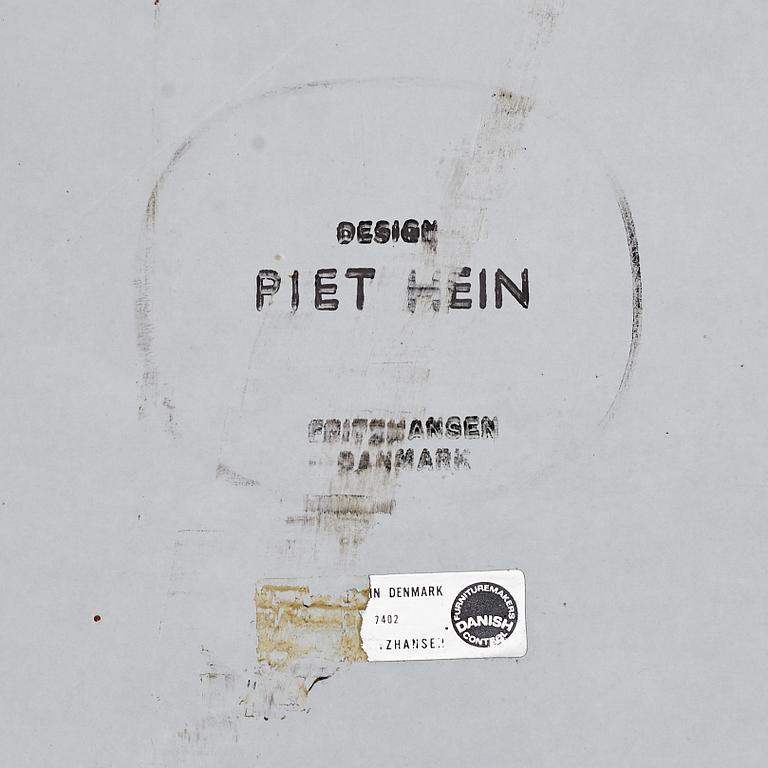 DESIGN
PIET HEIN
FRITZHANSEN
DANMARK
IN DENMARK
7402
ZHANSEN
FURNITUREMAKERS
DANISH
CONTROL